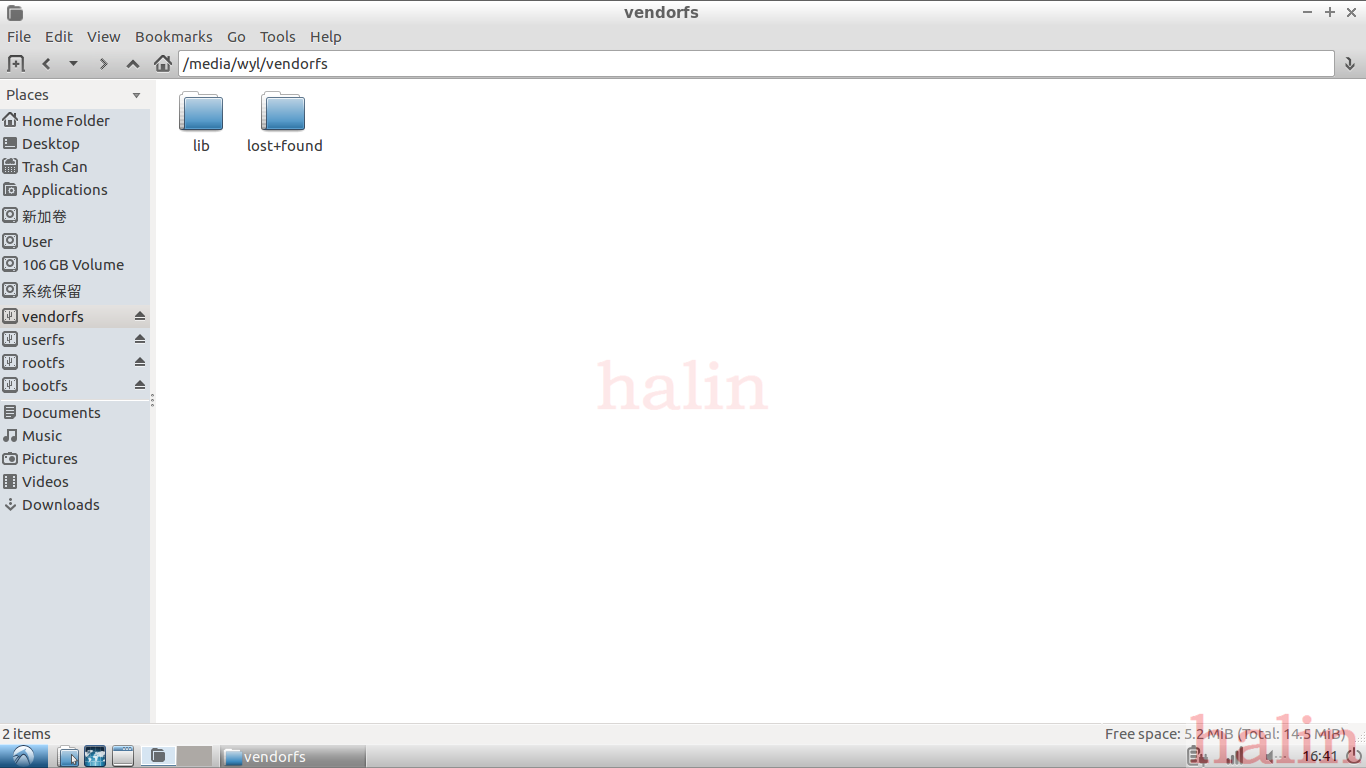 vendorfs
File Edit View Bookmarks Go Tools Help
/media/wyl/vendorfs
Places
Home Folder
Desktop
Trash Can
Applications
新加卷
User
106 GB Volume
系统保留
vendorfs
userfs
rootfs
bootfs
Documents
Music
Pictures
Videos
Downloads
lib
lost+found
halin
2 items
Free space: 5.2 MiB (Total: 14.5 MiB)
halin
vendorfs
16:41